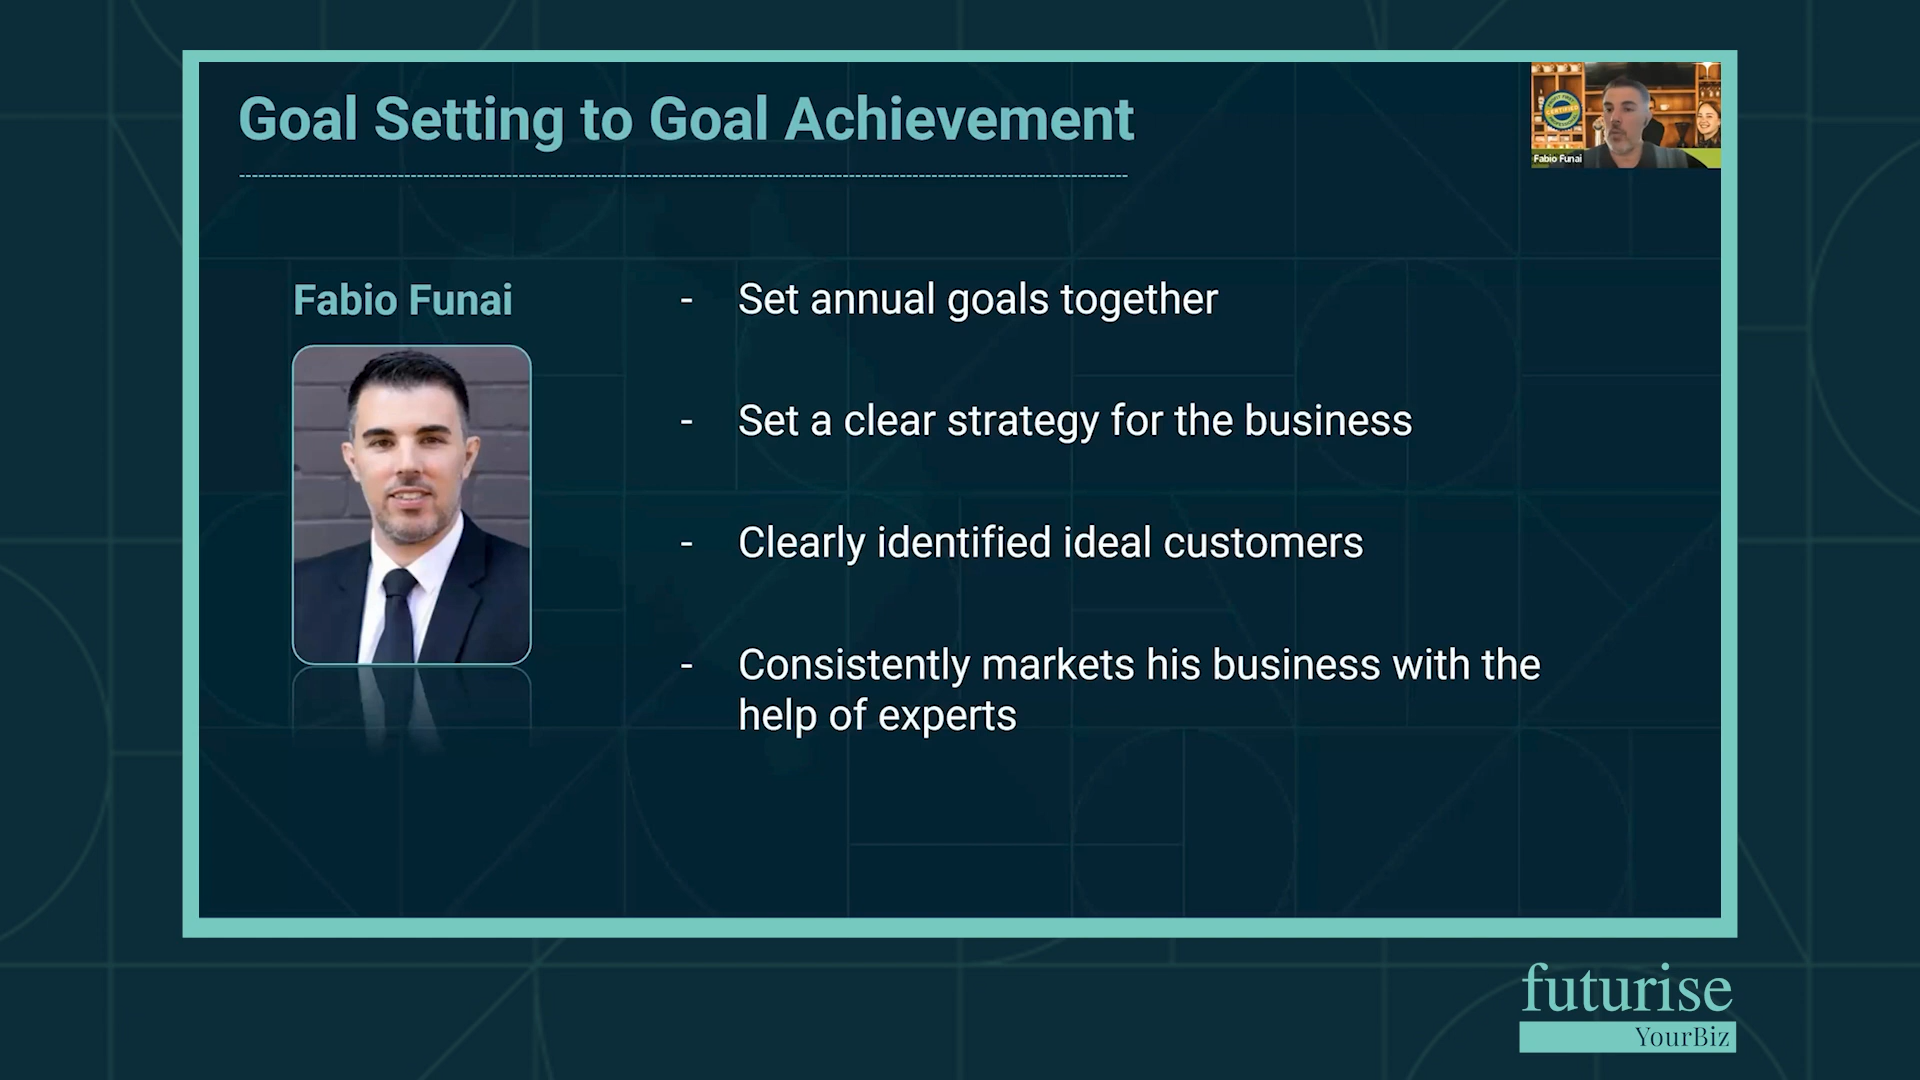 Goal Setting to Goal Achievement
Fabio Funai
Fabio Funai
- Set annual goals together
- Set a clear strategy for the business
- Clearly identified ideal customers
- Consistently markets his business with the
help of experts
futurise
YourBiz